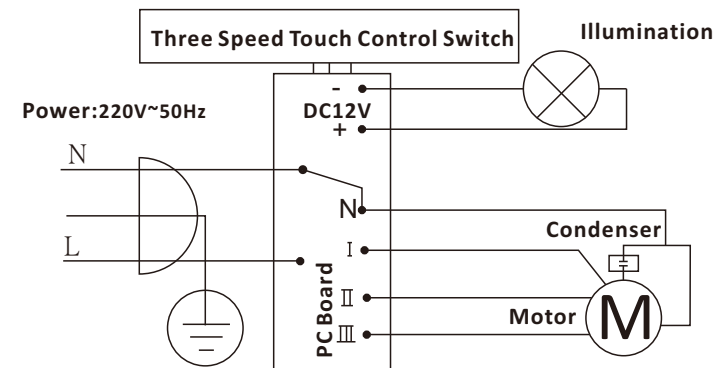 Three Speed Touch Control Switch
Illumination
Power:220V~50Hz
-
DC12V
+
N
N
Condenser
L
I
II
PC Board
Motor
M
III